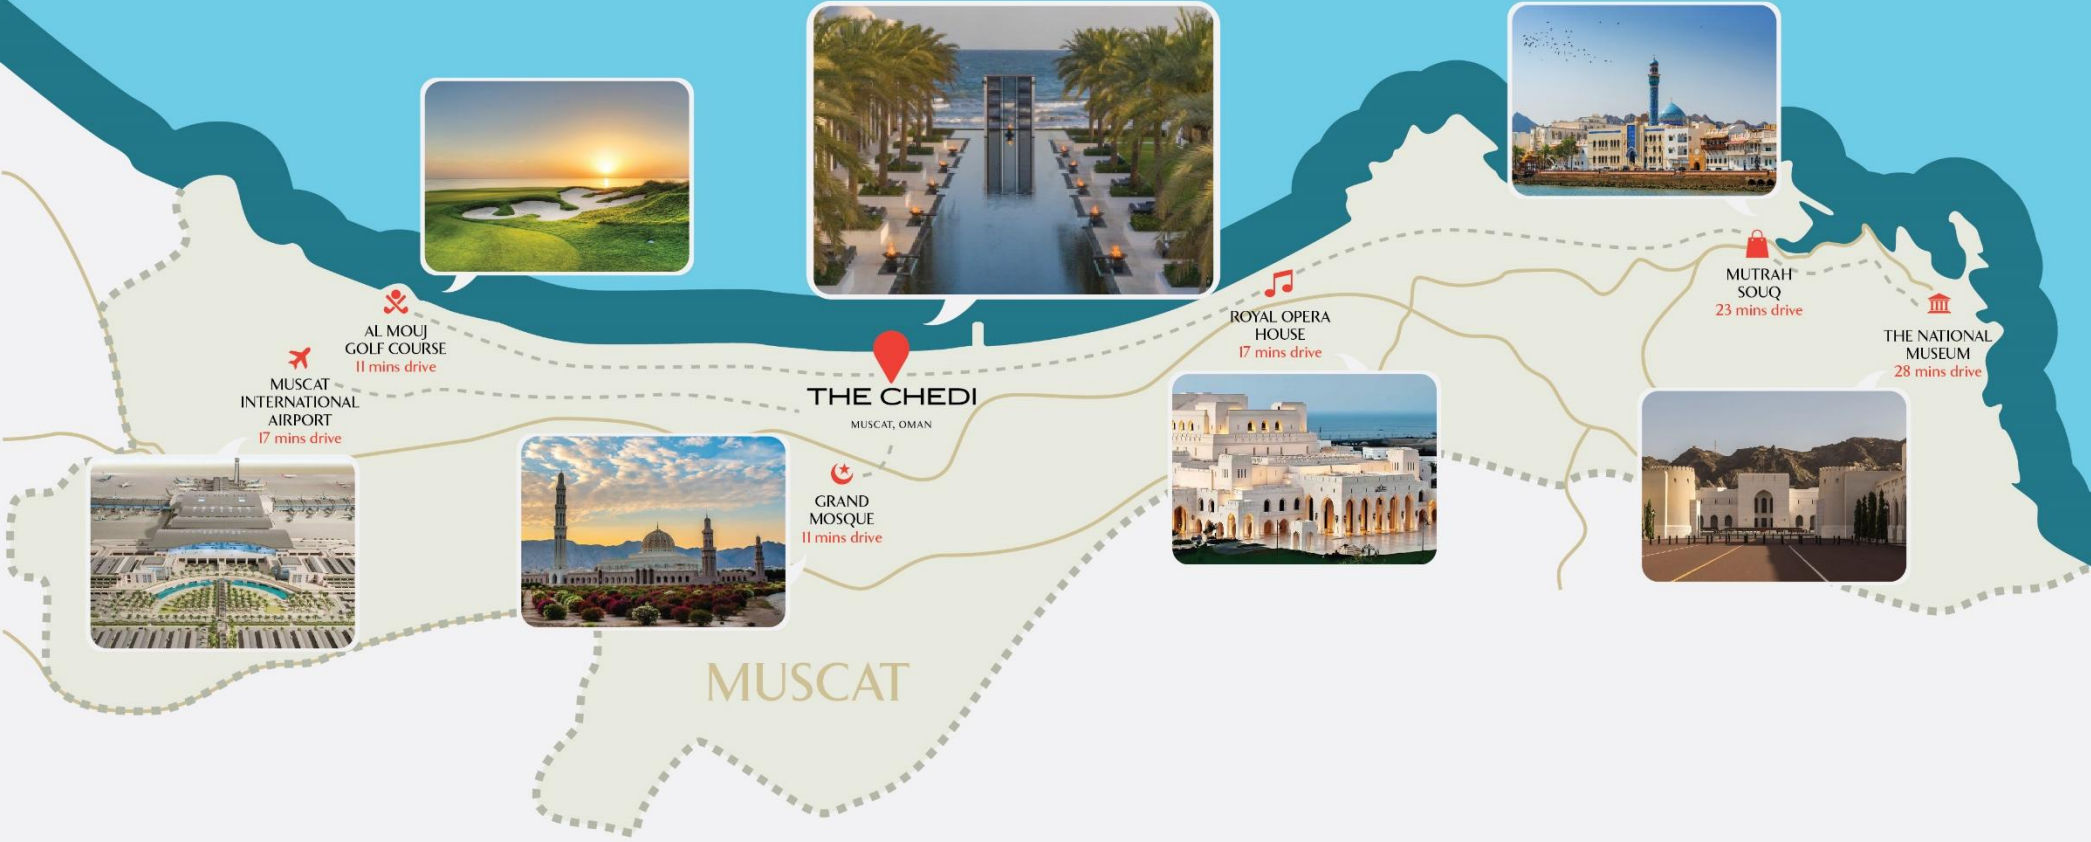 AL MOUJ
GOLF COURSE
11 mins drive
MUSCAT
INTERNATIONAL
AIRPORT
17 mins drive
THE CHEDI
MUSCAT, OMAN
GRAND
MOSQUE
11 mins drive
ROYAL OPERA
HOUSE
17 mins drive
MUTRAH
SOUQ
23 mins drive
THE NATIONAL
MUSEUM
28 mins drive
MUSCAT